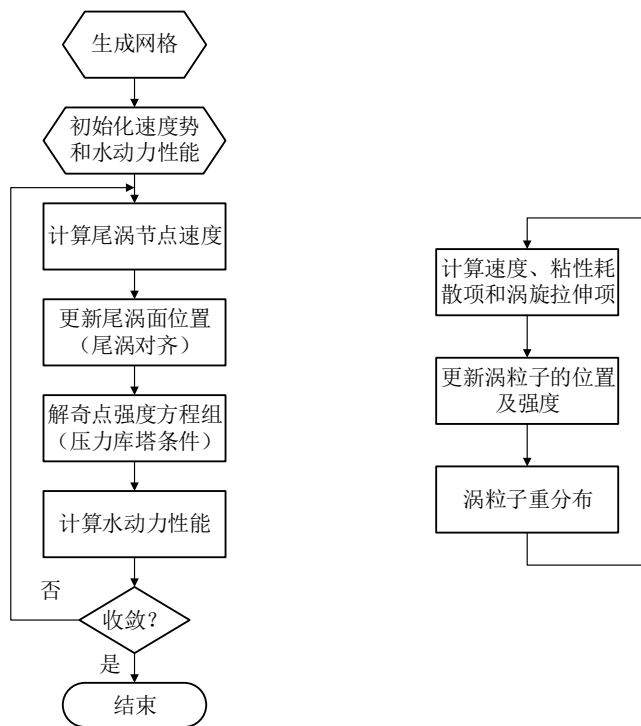 生成网格
初始化速度势
和水动力性能
计算尾涡节点速度
更新尾涡面位置
（尾涡对齐）
解奇点强度方程组
（压力库塔条件）
计算水动力性能
收敛？
否
是
结束
计算速度、粘性耗
散项和涡旋拉伸项
更新涡粒子的位置
及强度
涡粒子重分布